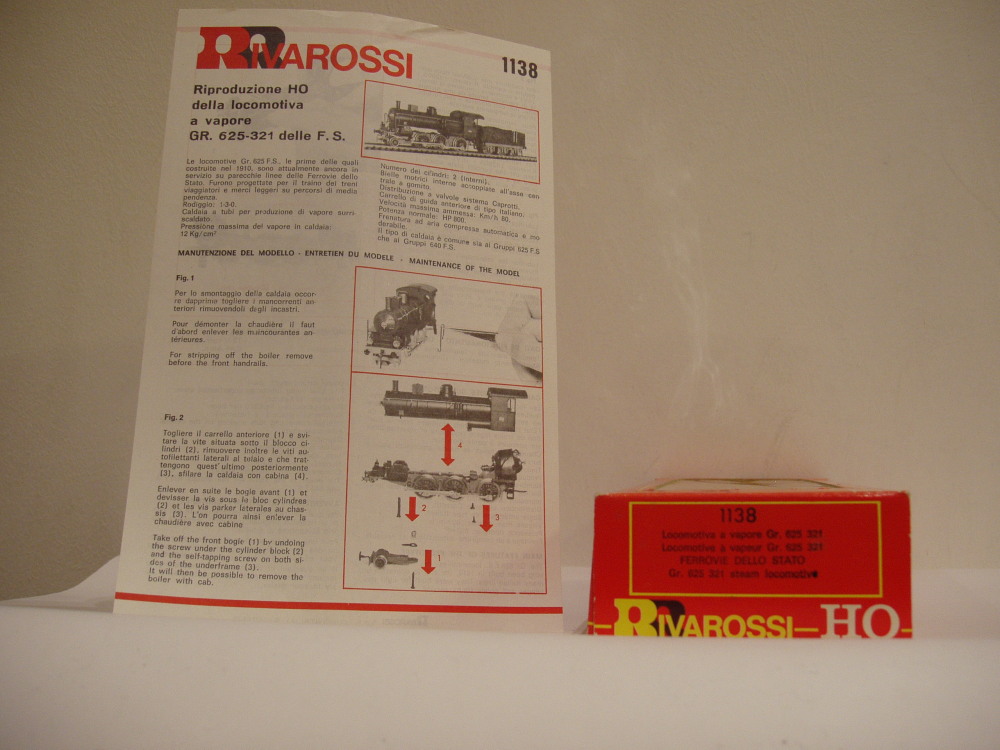 RIVAROSSI
1138
Riproduzione HO
della locomotiva
a vapore
GR. 625-321 delle F. S.
Le locomotive Gr. 625 F.S., le prime delle quali
costruite nel 1910, sono attualmente ancora in
servizio su parecchie linee delle Ferrovie dello
Stato. Furono progettate per il traino dei treni
viaggiatori e merci leggeri su percorsi di media
pendenza.
Rodiggio: 1-3-0.
Caldaia a tubi per produzione di vapore surri-
scaldato.
Pressione massima del vapore in caldaia:
12 Kg/cm²
Numero dei cilindri: 2 (interni).
Bielle motrici interne accoppiate all'asse cen
trale a gomito.
Distribuzione a valvole sistema Caprotti.
Carrello di guida anteriore di tipo italiano.
Velocità massima ammessa: Km/h 80.
Potenza normale: HP 800.
Frenatura ad aria compressa automatica e mo
derabile.
Il tipo di caldaia è comune sia ai Gruppi 625 F.S
che ai Gruppi 640 F.S.
MANUTENZIONE DEL MODELLO - ENTRETIEN DU MODELE - MAINTENANCE OF THE MODEL
Fig. 1
Per lo smontaggio della caldaia occor-
re dapprima togliere i mancorrenti an-
teriori rimuovendoli degli incastri.
Pour démonter la chaudière il faut
d'abord enlever les maincourantes an-
térieures.
For stripping off the boiler remove
before the front handrails.
Fig. 2
Togliere il carrello anteriore (1) e svi-
tare la vite situata sotto il blocco ci-
lindri (2), rimuovere inoltre le viti au-
tofilettanti laterali al telaio e che trat-
tengono quest'ultimo posteriormente
(3), sfilare la caldaia con cabina (4).
Enlever en suite le bogie avant (1) et
devisser la vis sous le bloc cylindres
(2) et les vis parker laterales au chas-
sis (3). L'on pourra ainsi enlever la
chaudière avec cabine
Take off the front bogie (1) by undoing
the screw under the cylinder block (2)
and the self-tapping screw on both si-
des of the underframe (3).
It will then be possible to remove the
boiler with cab.
4
2
3
1
1138
Locomotiva a vapore Gr. 625 321
Locomotive à vapeur Gr. 625 321
FERROVIE DELLO STATO
Gr. 625 321 steam locomotive
RIVAROSSI HO